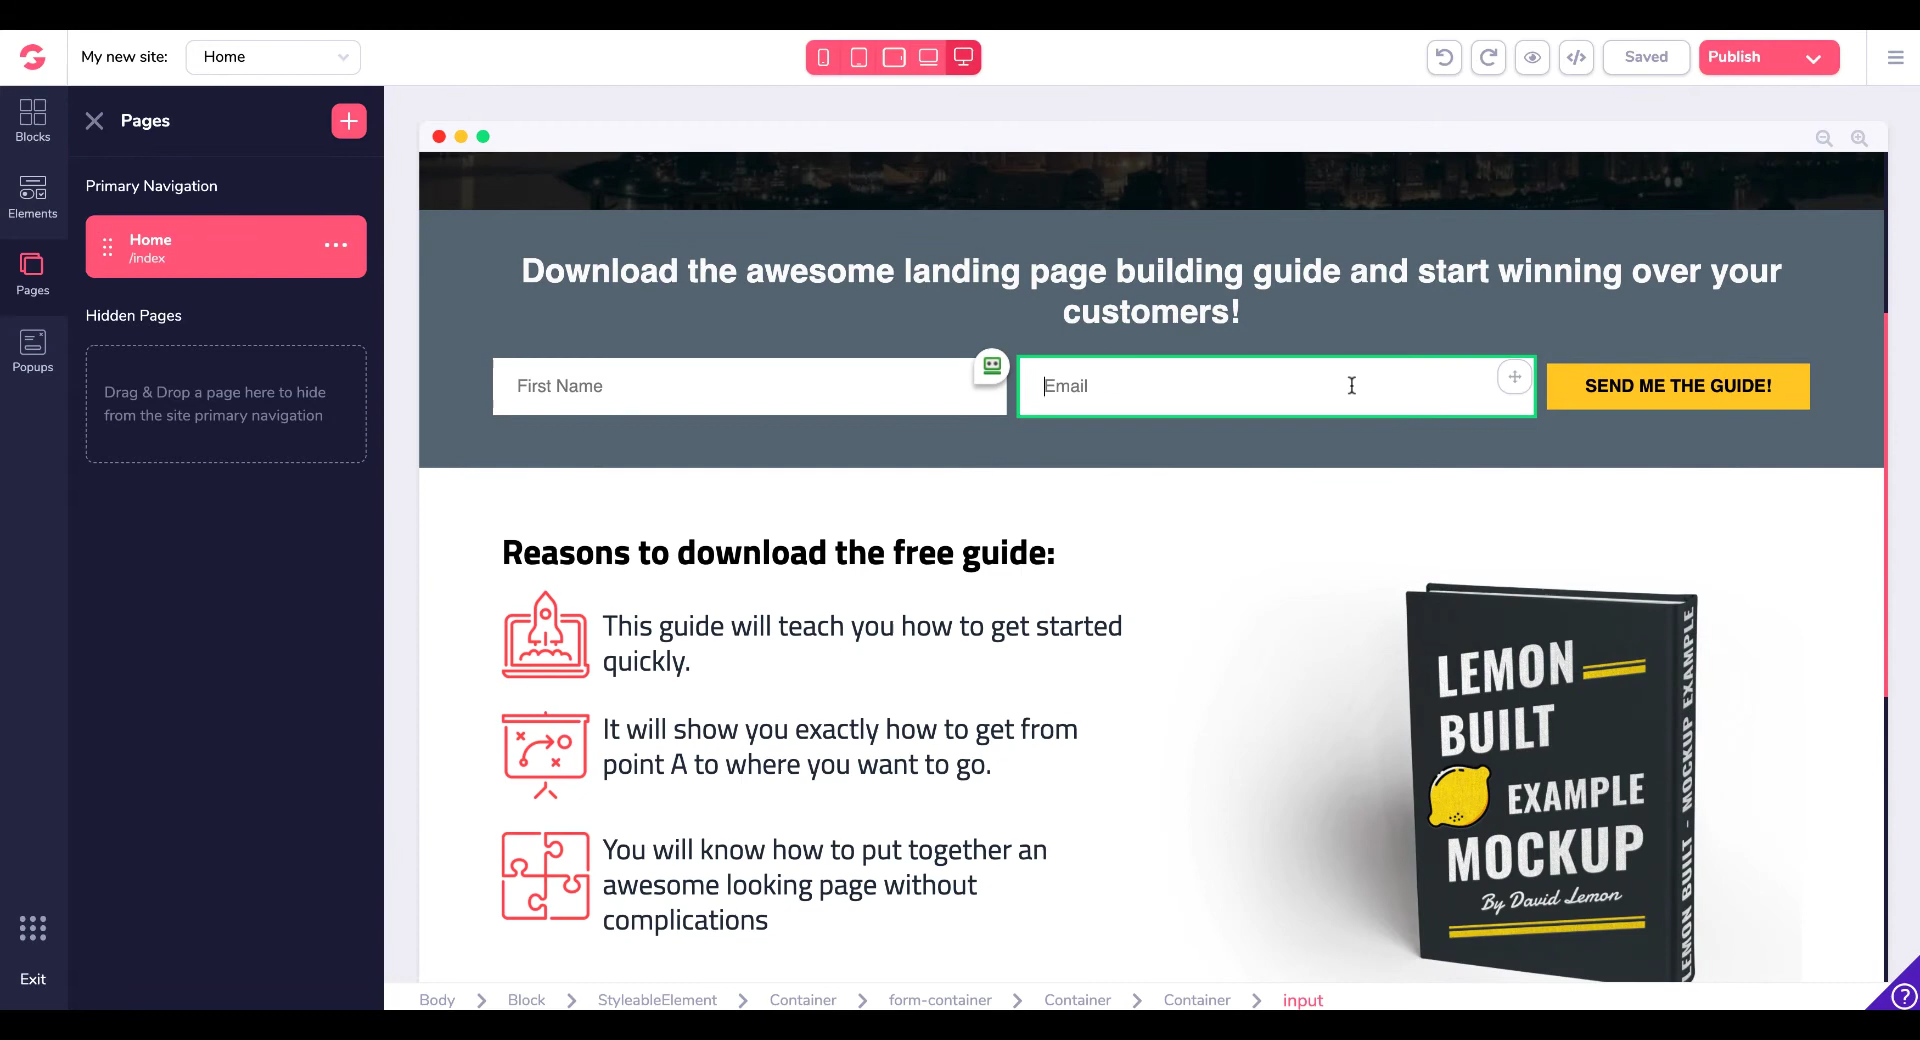 My new site:
Home
</>
Saved
Publish
Blocks
Elements
Pages
Popups
Exit
Pages
Primary Navigation
Home
/index
Hidden Pages
Drag & Drop a page here to hide
from the site primary navigation
Download the awesome landing page building guide and start winning over your
customers!
First Name
Email
SEND ME THE GUIDE!
Reasons to download the free guide:
This guide will teach you how to get started
quickly.
It will show you exactly how to get from
point A to where you want to go.
You will know how to put together an
awesome looking page without
complications
LEMON
BUILT
EXAMPLE
MOCKUP
By David Lemon
LEMON BUILT - MOCKUP EXAMPLE
Body
Block
StyleableElement
Container
form-container
Container
Container
input
?